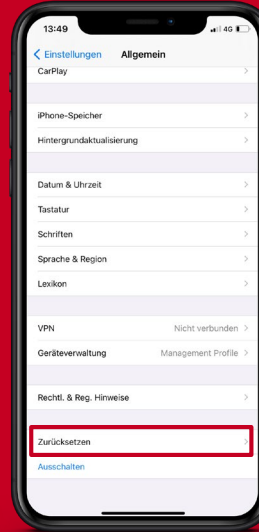 13:49
4G
Einstellungen
Allgemein
CarPlay
iPhone-Speicher
Hintergrundaktualisierung
Datum & Uhrzeit
Tastatur
Schriften
Sprache & Region
Lexikon
VPN Nicht verbunden
Geräteverwaltung Management Profile
Rechtl. & Reg. Hinweise
Zurücksetzen
Ausschalten